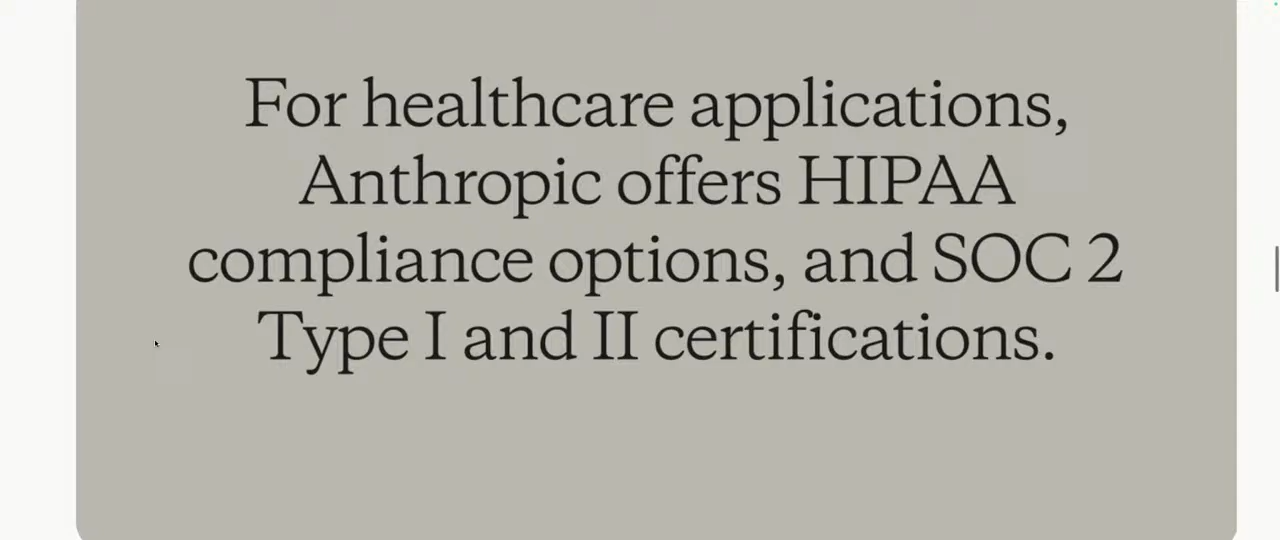 For healthcare applications,
Anthropic offers HIPAA
compliance options, and SOC 2
Type I and II certifications.